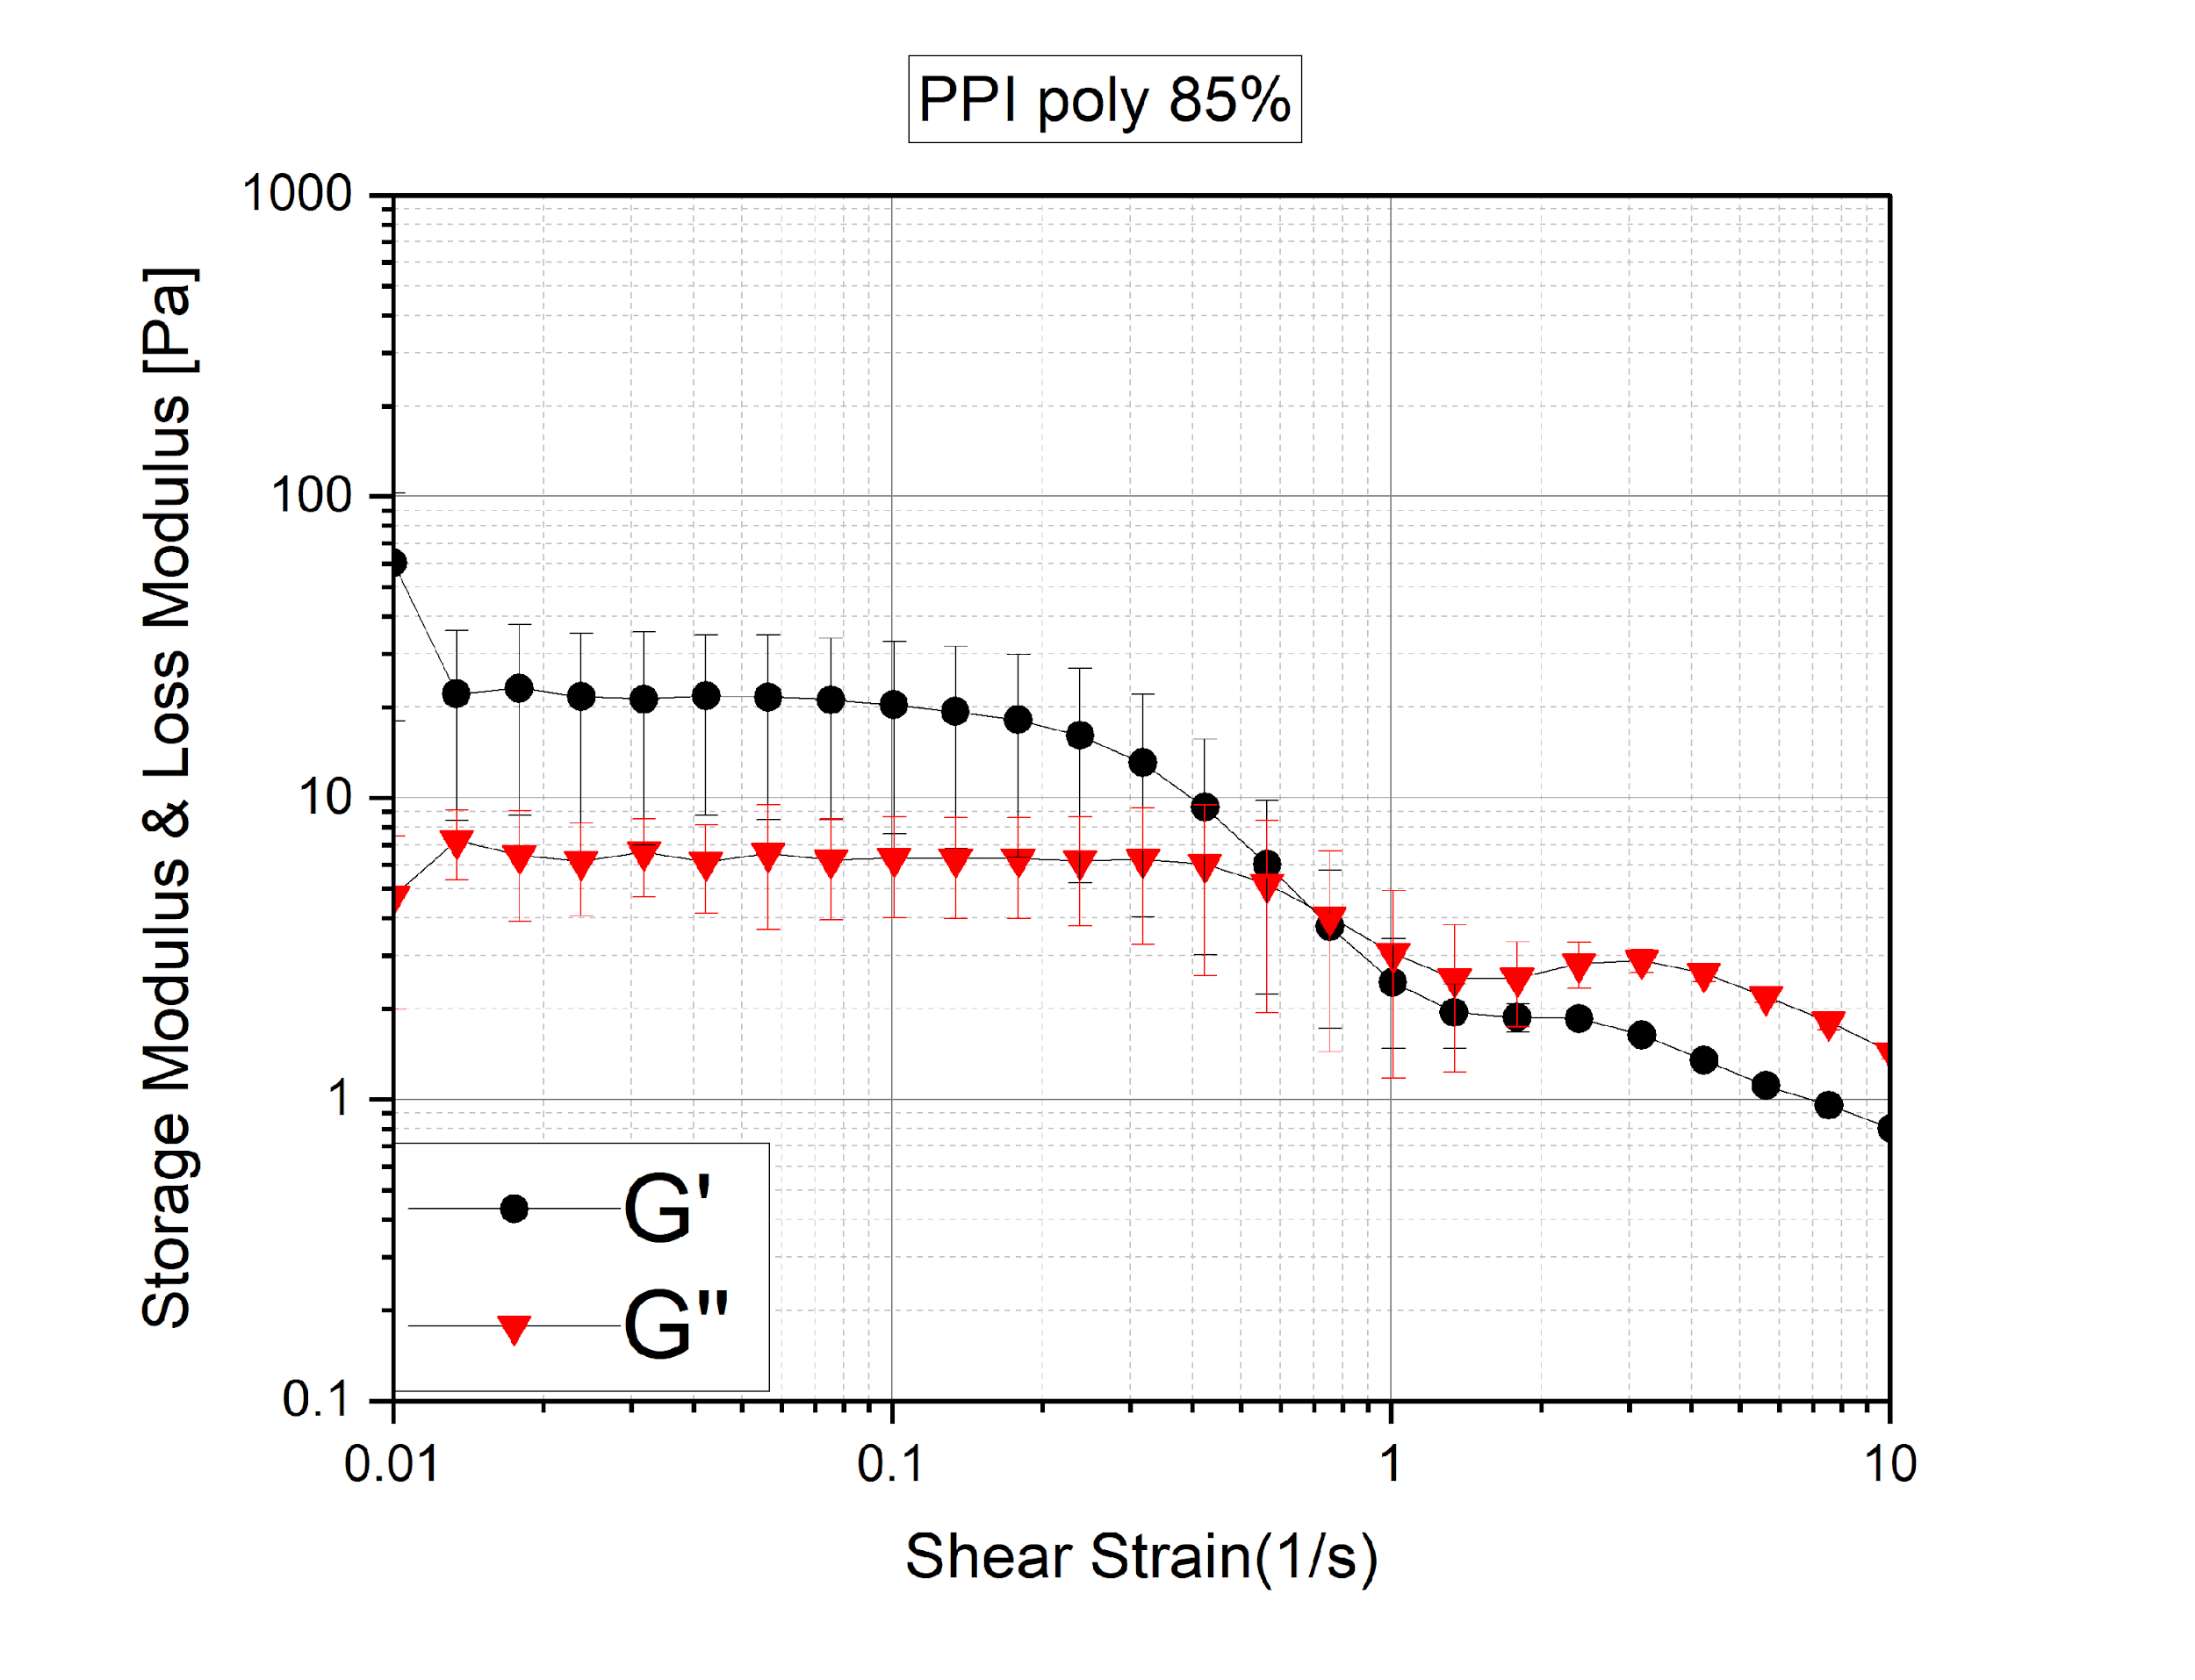 PPI poly 85%
1000
100
10
1
0.1
Storage Modulus & Loss Modulus [Pa]
G'
G"
0.01
0.1
1
10
Shear Strain(1/s)